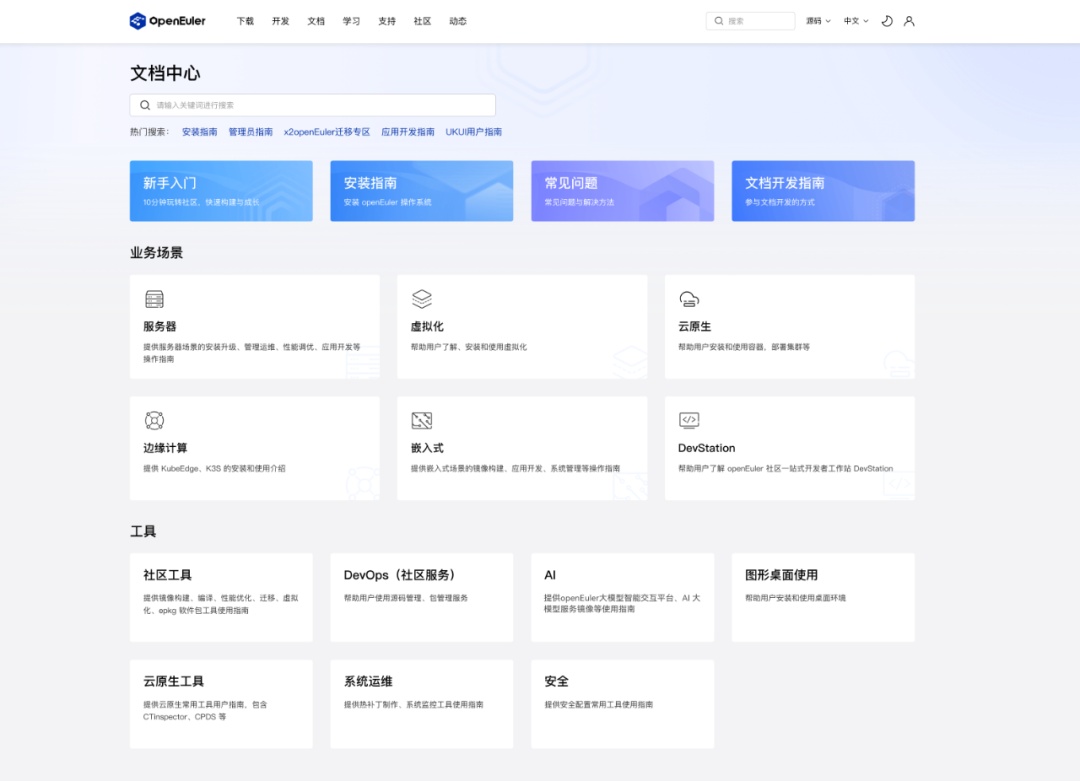 OpenEuler 下载 开发 文档 学习 支持 社区 动态 搜索 源码 中文
文档中心
请输入关键词进行搜索
热门搜索： 安装指南 管理员指南 x2openEuler迁移专区 应用开发指南 UKUI用户指南
新手入门 安装指南 常见问题 文档开发指南
10分钟玩转社区，快速构建与成长 安装 openEuler 操作系统 常见问题与解决方法 参与文档开发的方式
业务场景
服务器 虚拟化 云原生
提供服务器场景的安装升级、管理运维、性能调优、应用开发等 帮助用户了解、安装和使用虚拟化 帮助用户安装和使用容器、部署集群等
操作指南
边缘计算 嵌入式 DevStation
提供 KubeEdge、K3S 的安装和使用介绍 提供嵌入式场景的镜像构建、应用开发、系统管理等操作指南 帮助用户了解 openEuler 社区一站式开发者工作站 DevStation
工具
社区工具 DevOps（社区服务） AI 图形桌面使用
提供镜像构建、编译、性能优化、迁移、虚拟 帮助用户使用源码管理、包管理服务 提供openEuler大模型智能交互平台、AI 大 帮助用户安装和使用桌面环境
化、epkg 软件包工具使用指南 模型服务镜像等使用指南
云原生工具 系统运维 安全
提供云原生常用工具用户指南，包含 提供热补丁制作、系统监控工具使用指南 提供安全配置常用工具使用指南
CTinspector、CPDS 等